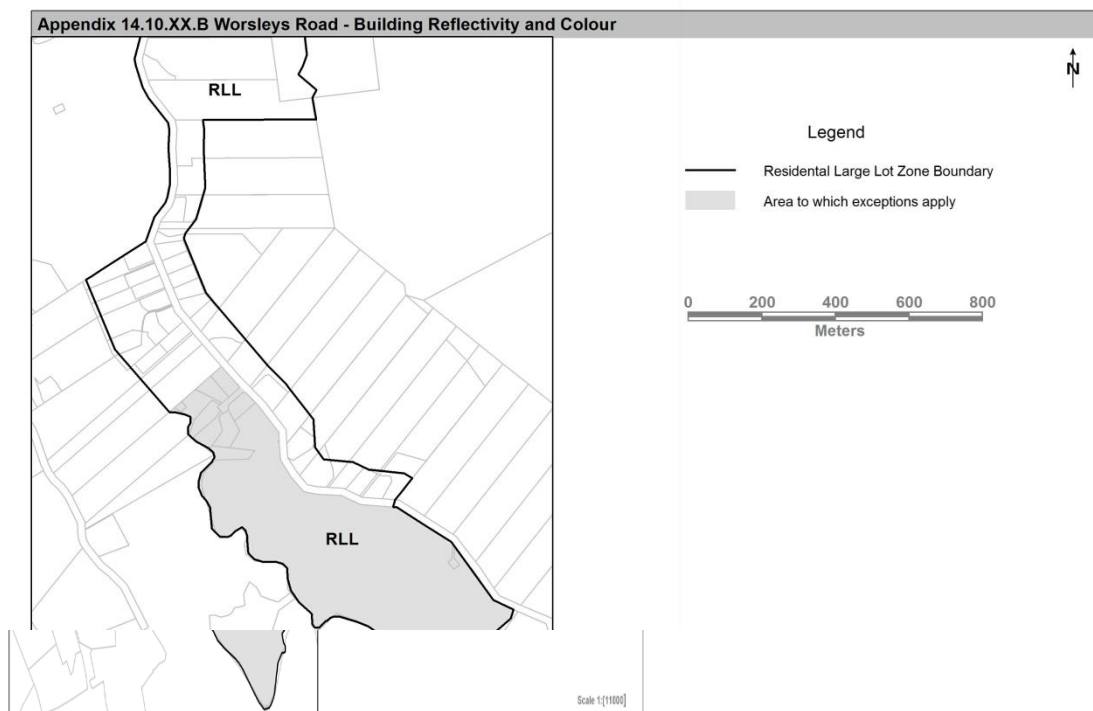 Appendix 14.10.XX.B Worsleys Road - Building Reflectivity and Colour
N
RLL
Legend
Residental Large Lot Zone Boundary
Area to which exceptions apply
0 200 400 600 800
Meters
RLL
Scale 1:[11000]